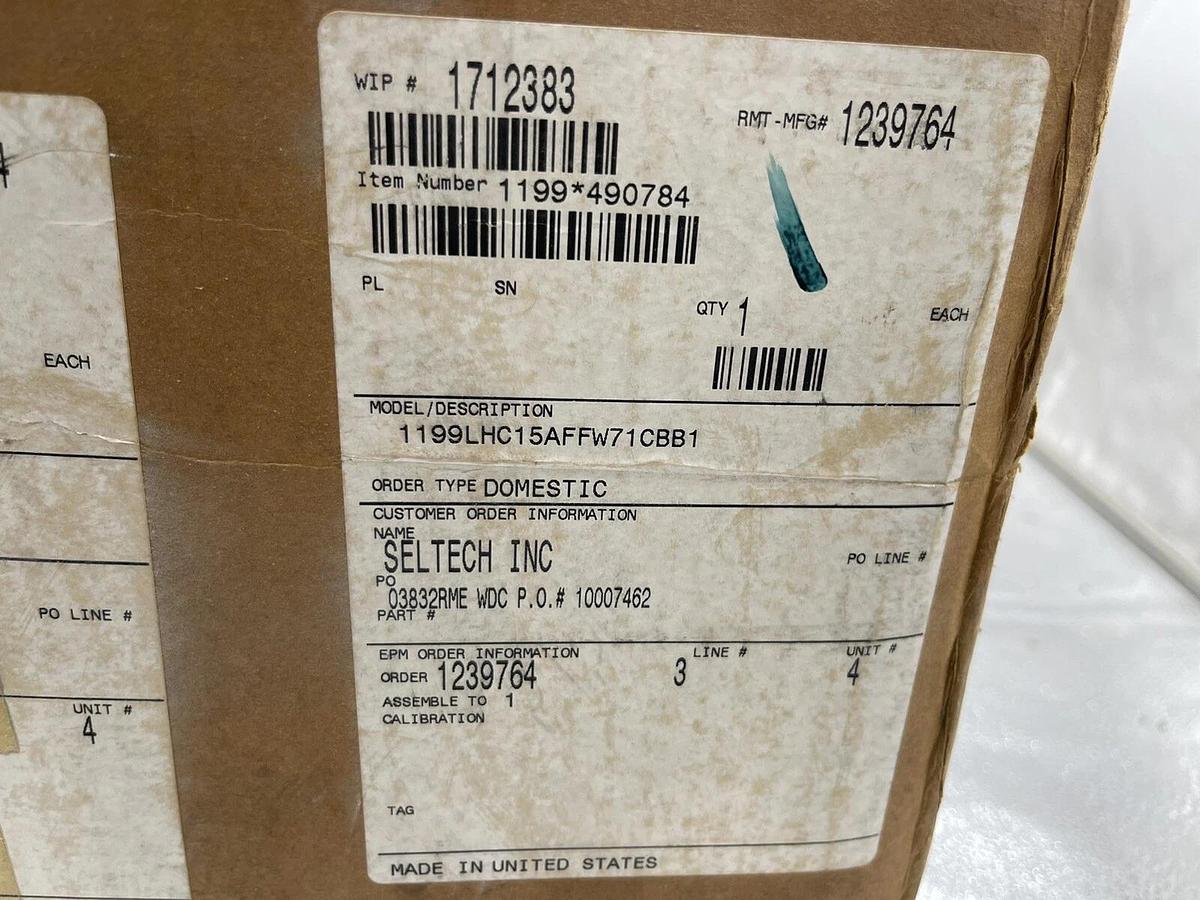 WIP # 1712383
RMT-MFG# 1239764
Item Number 1199*490784
PL SN
QTY 1 EACH
MODEL/DESCRIPTION
1199LHC15AFFW71CBB1
ORDER TYPE DOMESTIC
CUSTOMER ORDER INFORMATION
NAME
SELTECH INC
PO LINE #
PO
03832RME WDC P.O.# 10007462
PART #
EPM ORDER INFORMATION LINE # UNIT #
ORDER 1239764 3 4
ASSEMBLE TO 1
CALIBRATION
TAG
MADE IN UNITED STATES
EACH
PO LINE #
UNIT #
4